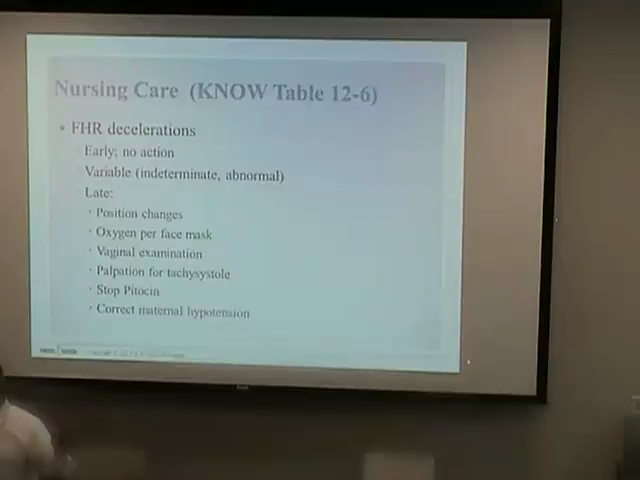 Nursing Care (KNOW Table 12-6)
• FHR decelerations
Early; no action
Variable (indeterminate, abnormal)
Late:
• Position changes
• Oxygen per face mask
• Vaginal examination
• Palpation for tachysystole
• Stop Pitocin
• Correct maternal hypotension